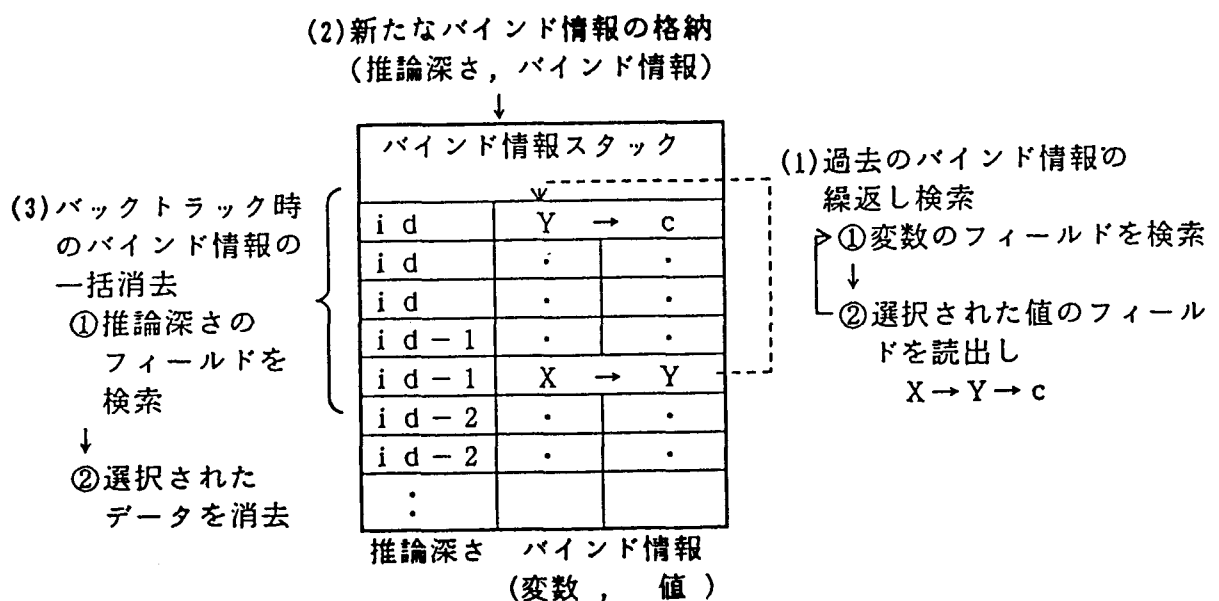 (2)新たなバインド情報の格納
(推論深さ, バインド情報)
↓
バインド情報スタック
(3)バックトラック時
のバインド情報の
一括消去
①推論深さの
フィールドを
検索
↓
②選択された
データを消去
id Y → c
id ・ ・
id ・ ・
id-1 ・ ・
id-1 X → Y
id-2 ・ ・
id-2 ・ ・
:
推論深さ バインド情報
(変数 , 値 )
(1)過去のバインド情報の
繰返し検索
①変数のフィールドを検索
↓
②選択された値のフィール
ドを読出し
X→Y→c